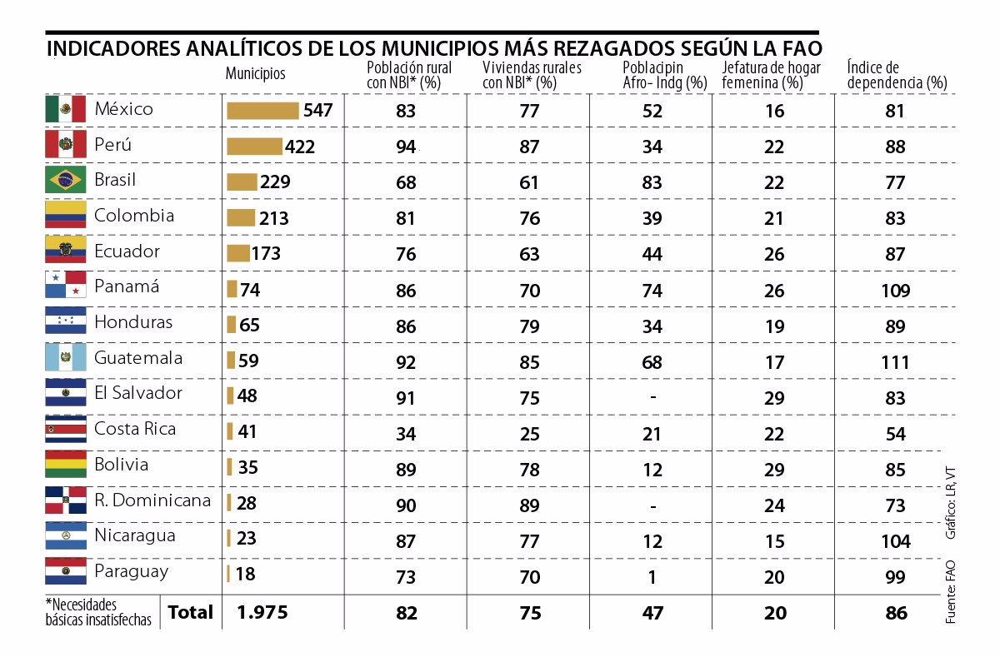 INDICADORES ANALÍTICOS DE LOS MUNICIPIOS MÁS REZAGADOS SEGÚN LA FAO
Municipios
Población rural
con NBI* (%)
Viviendas rurales
con NBI* (%)
Poblacipin
Afro- Indg (%)
Jefatura de hogar
femenina (%)
Índice de
dependencia (%)
México 547 83 77 52 16 81
Perú 422 94 87 34 22 88
Brasil 229 68 61 83 22 77
Colombia 213 81 76 39 21 83
Ecuador 173 76 63 44 26 87
Panamá 74 86 70 74 26 109
Honduras 65 86 79 34 19 89
Guatemala 59 92 85 68 17 111
El Salvador 48 91 75 - 29 83
Costa Rica 41 34 25 21 22 54
Bolivia 35 89 78 12 29 85
R. Dominicana 28 90 89 - 24 73
Nicaragua 23 87 77 12 15 104
Paraguay 18 73 70 1 20 99
*Necesidades
básicas insatisfechas
Total 1.975 82 75 47 20 86
Fuente: FAO Gráfico: LR, VT